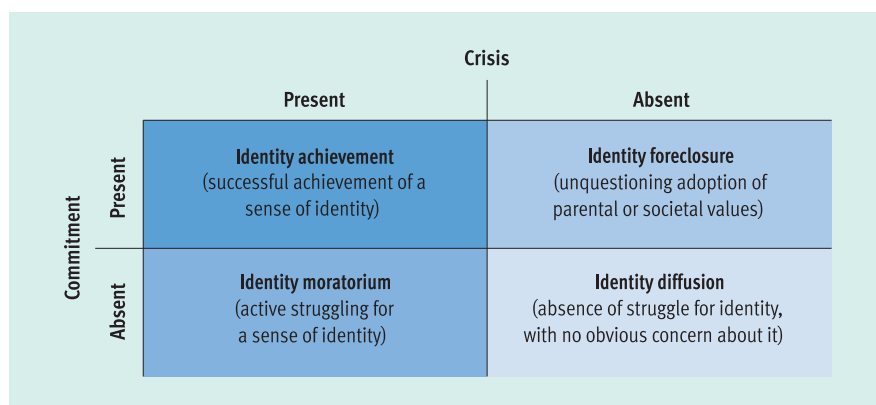 Crisis
Present
Absent
Commitment
Present
Identity achievement
(successful achievement of a
sense of identity)
Identity foreclosure
(unquestioning adoption of
parental or societal values)
Absent
Identity moratorium
(active struggling for
a sense of identity)
Identity diffusion
(absence of struggle for identity,
with no obvious concern about it)